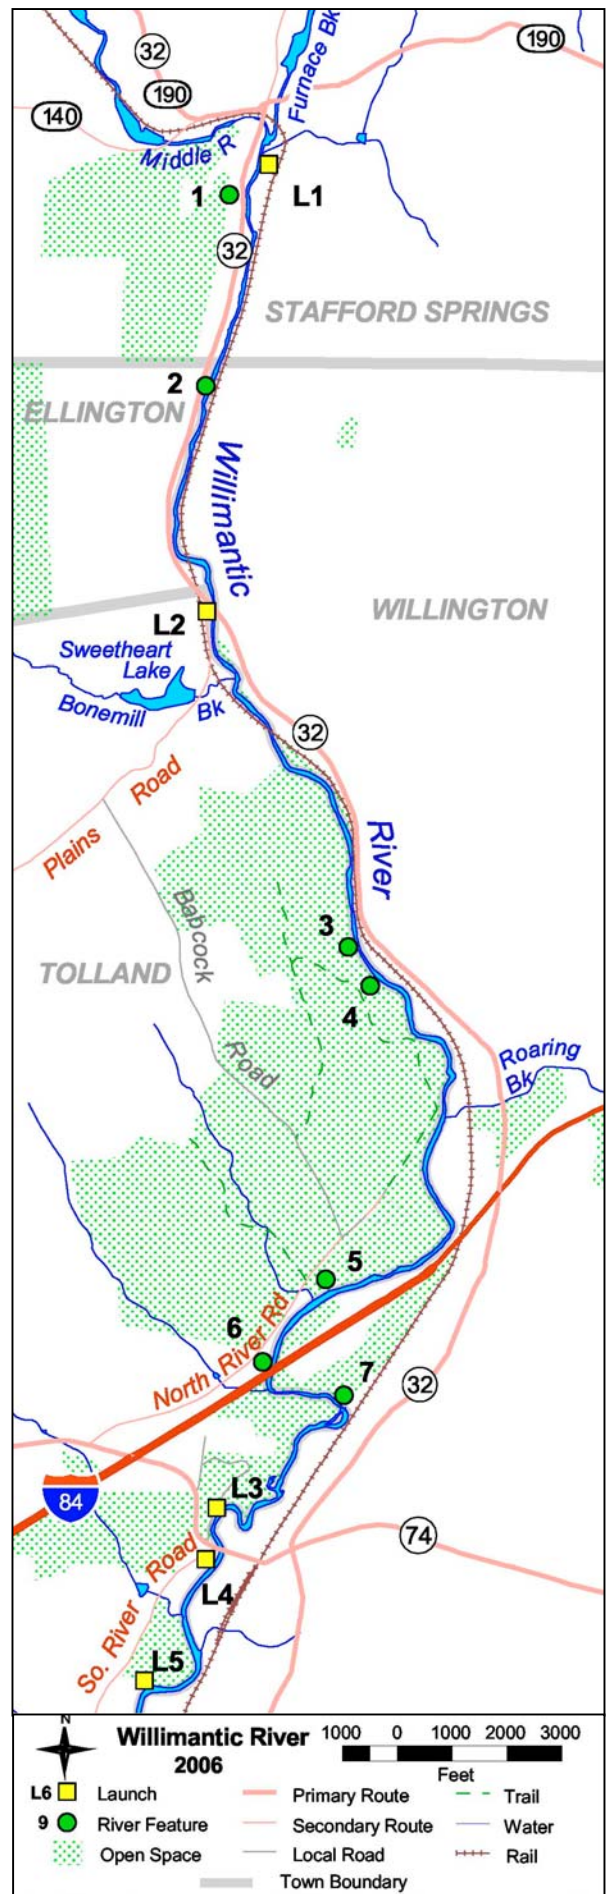 32
190
Furnace Bk
190
140
Middle R
1
L1
32
STAFFORD SPRINGS
2
ELLINGTON
Willimantic
WILLINGTON
L2
Sweetheart
Lake
Bonemill
Bk
32
Road
Plains
River
Babcock
3
TOLLAND
4
Road
Roaring
Bk
5
6
North River Rd
7
32
84
L3
74
So. River Road
L4
L5
N
Willimantic River
2006
1000 0 1000 2000 3000
Feet
L6 Launch
Primary Route
Trail
9 River Feature
Secondary Route
Water
Open Space
Local Road
Rail
Town Boundary